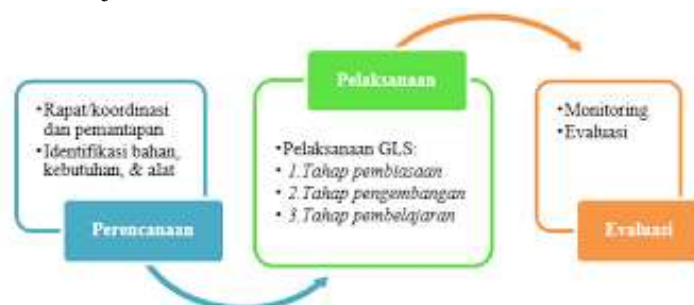 •Rapat/koordinasi
dan pemantapan
•Identifikasi bahan,
kebutuhan, & alat
Perencanaan
Pelaksanaan
•Pelaksanaan GLS:
• 1.Tahap pembiasaan
• 2.Tahap pengembangan
• 3.Tahap pembelajaran
•Monitoring
•Evaluasi
Evaluasi